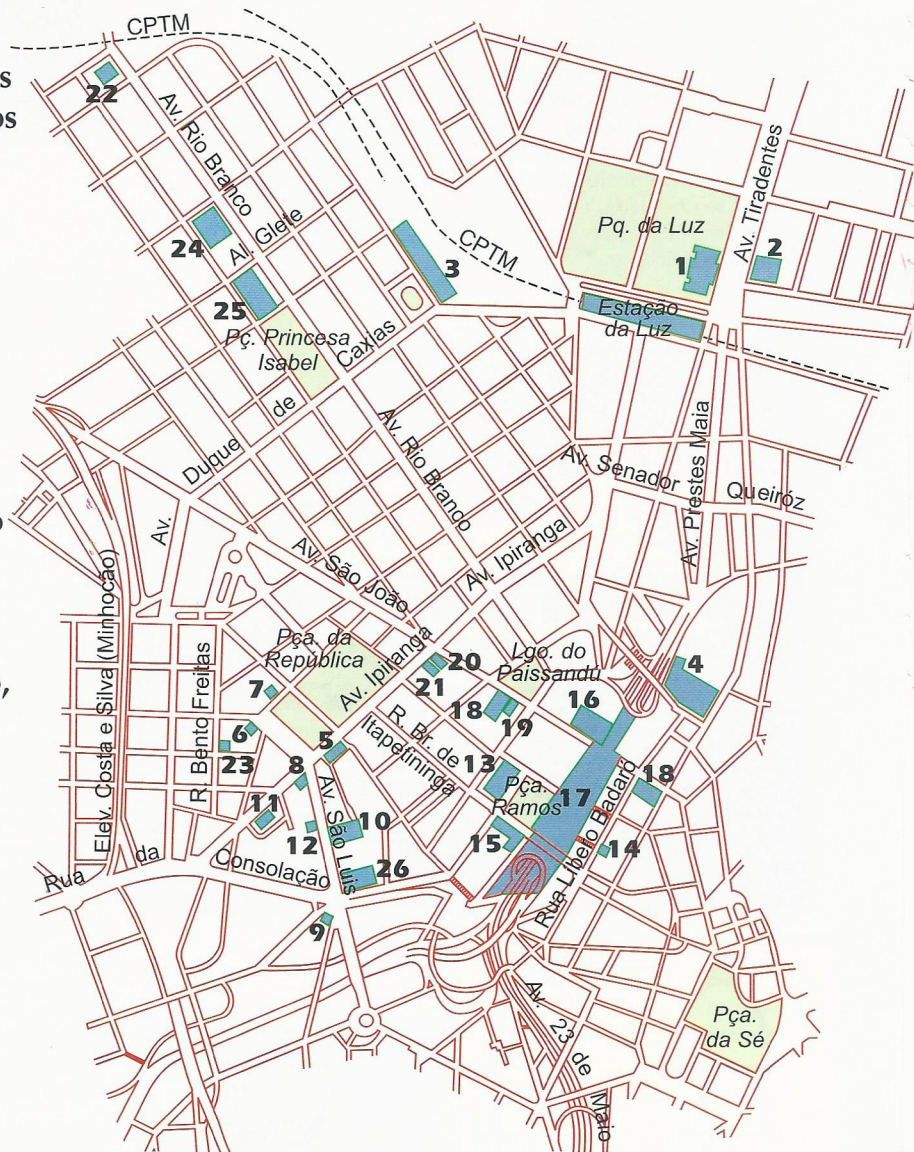 CPTM
s
os
22
Av. Rio Branco
24
Al. Glete
25
Pç. Princesa
Isabel
3
CPTM
Pq. da Luz
1
Av. Tiradentes
2
Estação
da Luz
Duque de Caxias
Av. Rio Branco
Av. Senador Queiróz
Av. Prestes Maia
Av.
Av. São João
Av. Ipiranga
Elev. Costa e Silva (Minhocão)
R. Bento Freitas
Pça. da
República
Av. Ipiranga
20
21
Lgo. do
Paissandú
4
,
7
18
19
16
6
5
23
R. Br. de
Itapetininga
8
13
Pça.
Ramos
17
18
11
Av. São Luis
10
12
15
14
Rua Líbero Badaró
Rua da Consolação
26
9
Av. 23 de Maio
Pça.
da Sé